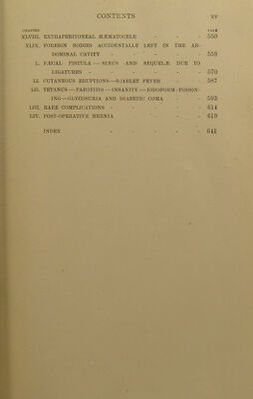 CONTENTS xv
CHAPTER PAGE
XLVIII. EXTRAPERITONEAL HÆMATOCELE - - - 550
XLIX. FOREIGN BODIES ACCIDENTALLY LEFT IN THE AB-
DOMINAL CAVITY - - - - - 559
L. FÆCAL FISTULA — SINUS AND SEQUELÆ DUE TO
LIGATURES - - - - - 570
LI. CUTANEOUS ERUPTIONS—SCARLET FEVER - - 587
LII. TETANUS—PAROTITIS—INSANITY—IODOFORM-POISON-
ING—GLYCOSURIA AND DIABETIC COMA - - 593
LIII. RARE COMPLICATIONS - - - - - 614
LIV. POST-OPERATIVE HERNIA - - - - 619
INDEX - - - - - - 641